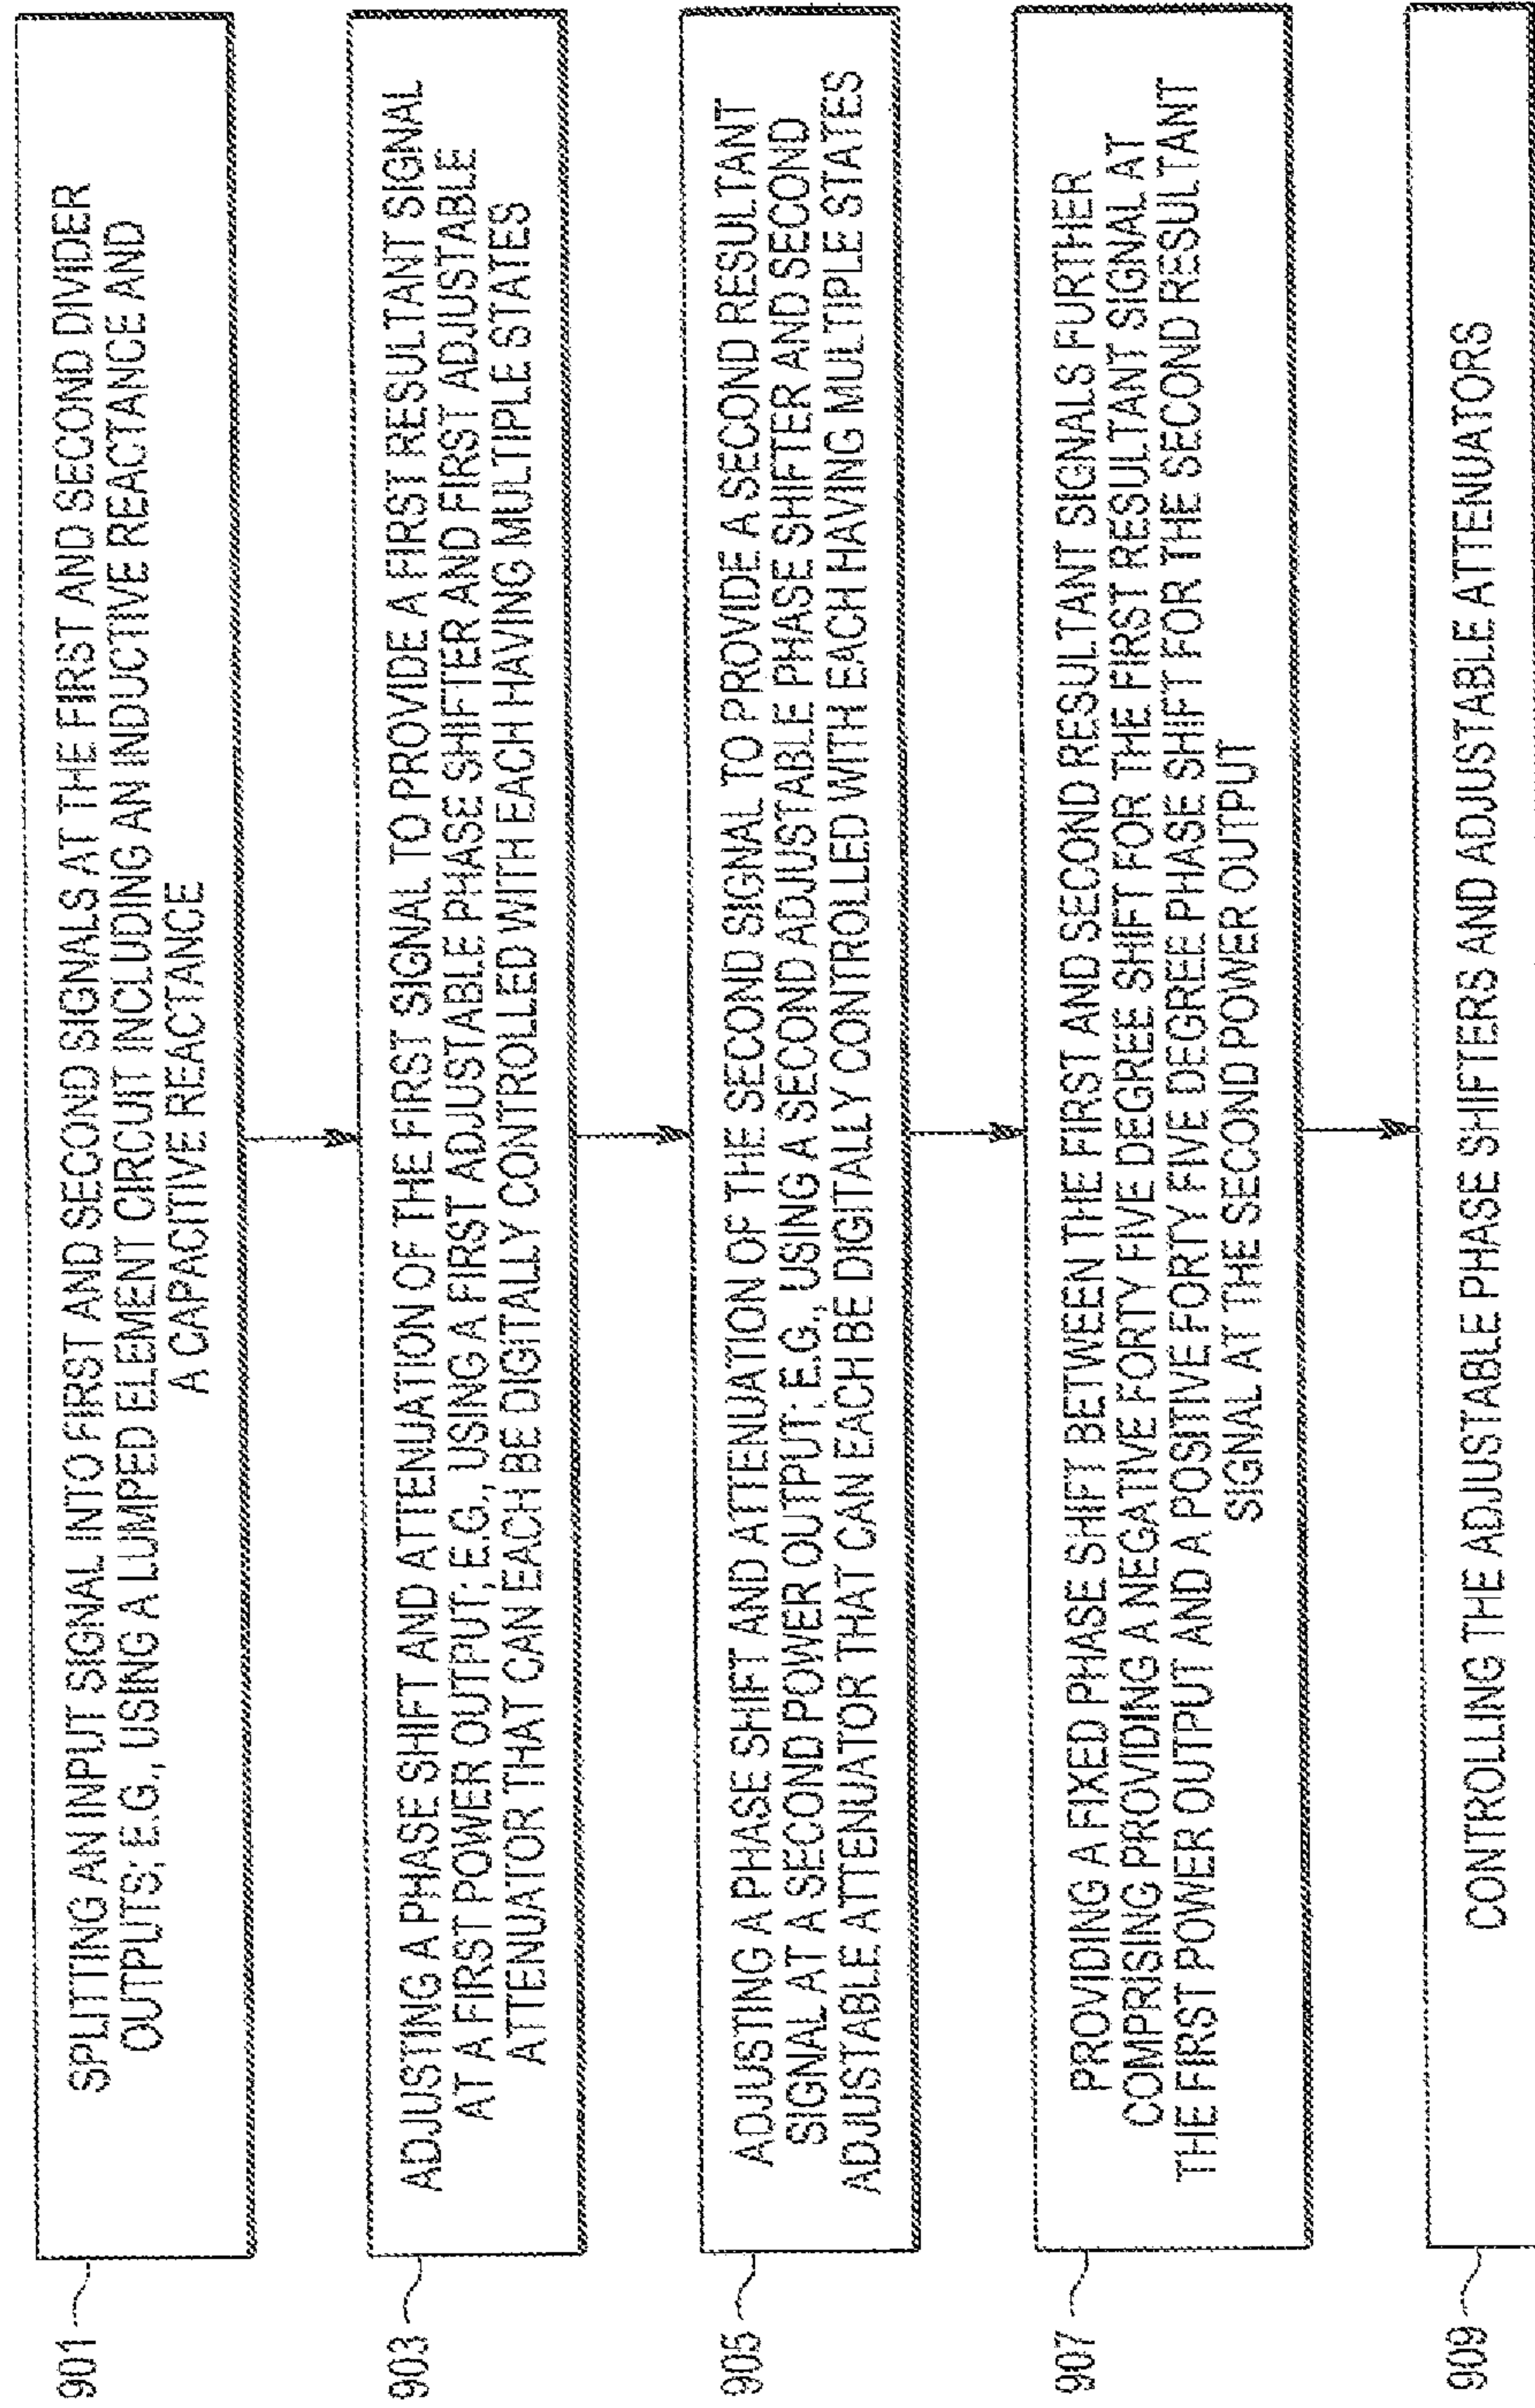 901
SPLITTING AN INPUT SIGNAL INTO FIRST AND SECOND SIGNALS AT THE FIRST AND SECOND DIVIDER
OUTPUTS; E.G., USING A LUMPED ELEMENT CIRCUIT INCLUDING AN INDUCTIVE REACTANCE AND
A CAPACITIVE REACTANCE
903
ADJUSTING A PHASE SHIFT AND ATTENUATION OF THE FIRST SIGNAL TO PROVIDE A FIRST RESULTANT SIGNAL
AT A FIRST POWER OUTPUT; E.G., USING A FIRST ADJUSTABLE PHASE SHIFTER AND FIRST ADJUSTABLE
ATTENUATOR THAT CAN EACH BE DIGITALLY CONTROLLED WITH EACH HAVING MULTIPLE STATES
905
ADJUSTING A PHASE SHIFT AND ATTENUATION OF THE SECOND SIGNAL TO PROVIDE A SECOND RESULTANT
SIGNAL AT A SECOND POWER OUTPUT; E.G., USING A SECOND ADJUSTABLE PHASE SHIFTER AND SECOND
ADJUSTABLE ATTENUATOR THAT CAN EACH BE DIGITALLY CONTROLLED WITH EACH HAVING MULTIPLE STATES
907
PROVIDING A FIXED PHASE SHIFT BETWEEN THE FIRST AND SECOND RESULTANT SIGNALS FURTHER
COMPRISING PROVIDING A NEGATIVE FORTY FIVE DEGREE SHIFT FOR THE FIRST RESULTANT SIGNAL AT
THE FIRST POWER OUTPUT AND A POSITIVE FORTY FIVE DEGREE PHASE SHIFT FOR THE SECOND RESULTANT
SIGNAL AT THE SECOND POWER OUTPUT
909
CONTROLLING THE ADJUSTABLE PHASE SHIFTERS AND ADJUSTABLE ATTENUATORS